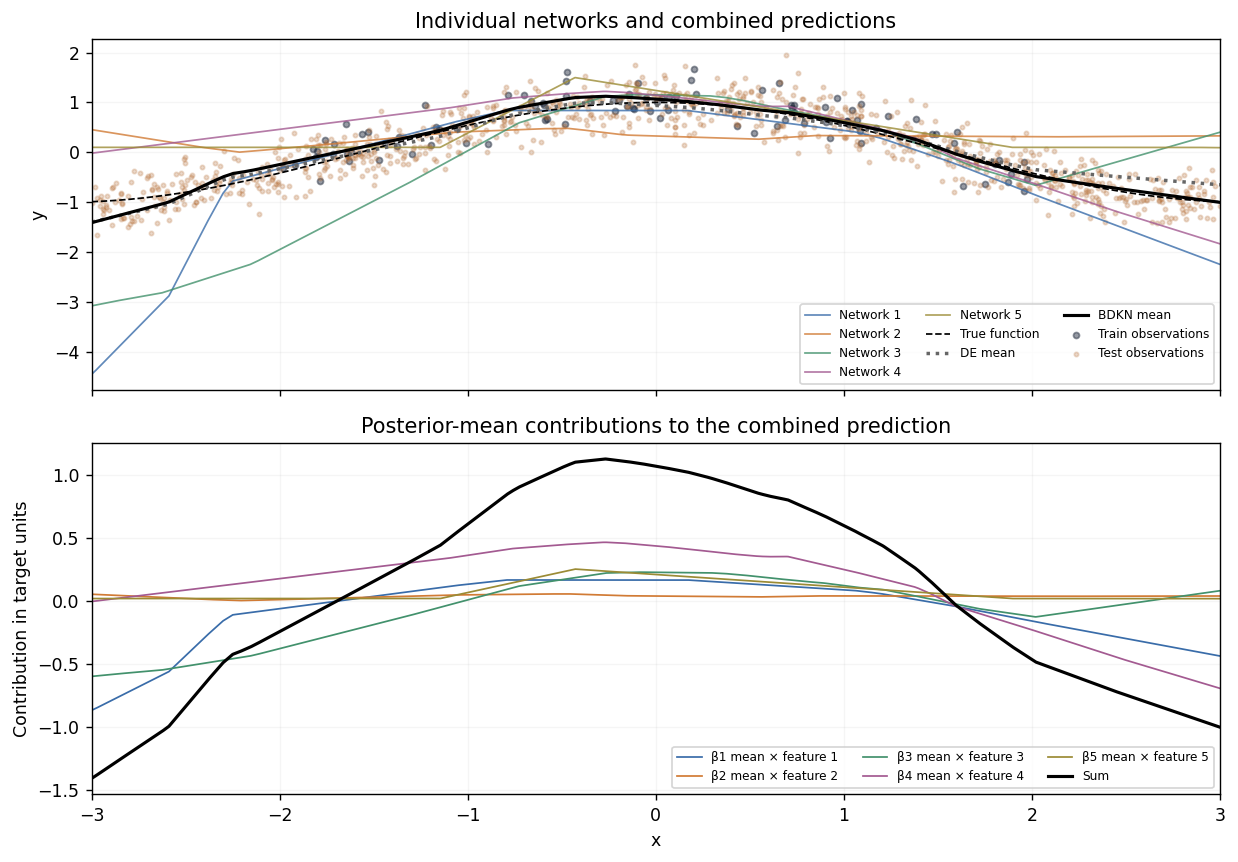 Individual networks and combined predictions
2
1
0
−1
−2
−3
−4
y
Network 1
Network 2
Network 3
Network 4
Network 5
True function
DE mean
BDKN mean
Train observations
Test observations
Posterior-mean contributions to the combined prediction
1.0
0.5
0.0
−0.5
−1.0
−1.5
Contribution in target units
β1 mean × feature 1
β2 mean × feature 2
β3 mean × feature 3
β4 mean × feature 4
β5 mean × feature 5
Sum
−3 −2 −1 0 1 2 3
x